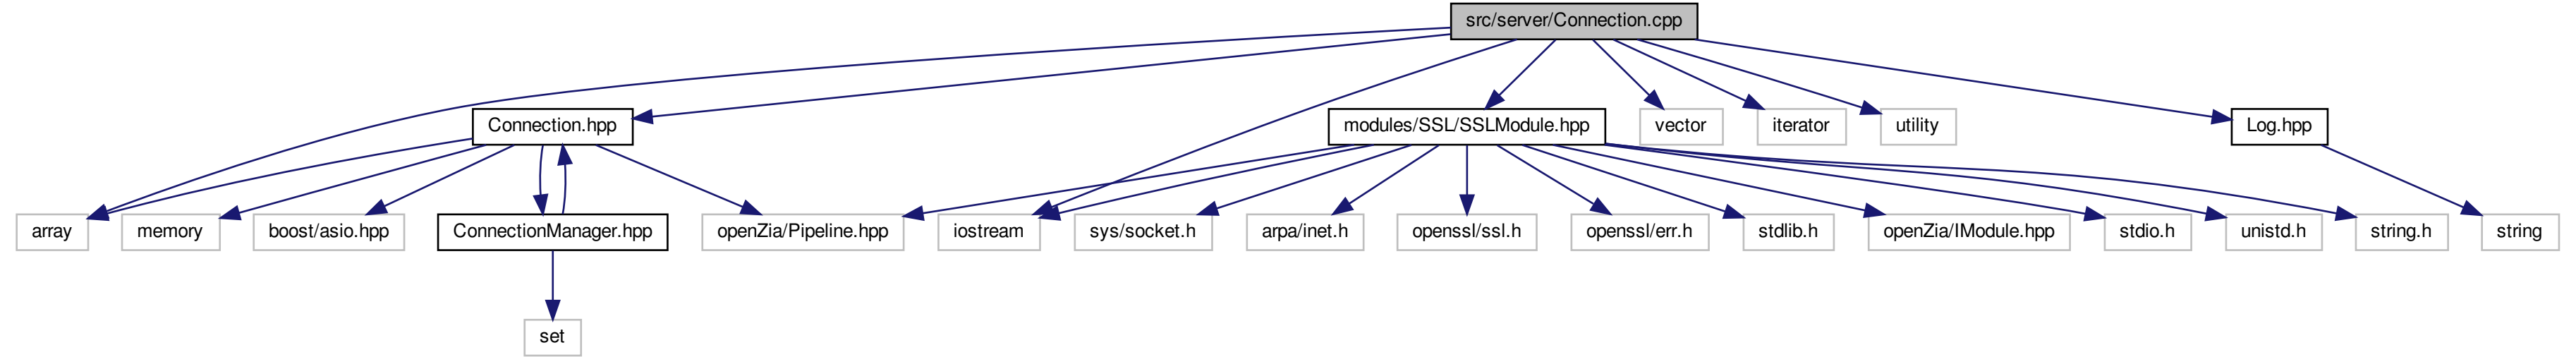 src/server/Connection.cpp
Connection.hpp
modules/SSL/SSLModule.hpp
vector
iterator
utility
Log.hpp
array
memory
boost/asio.hpp
ConnectionManager.hpp
openZia/Pipeline.hpp
iostream
sys/socket.h
arpa/inet.h
openssl/ssl.h
openssl/err.h
stdlib.h
openZia/IModule.hpp
stdio.h
unistd.h
string.h
string
set